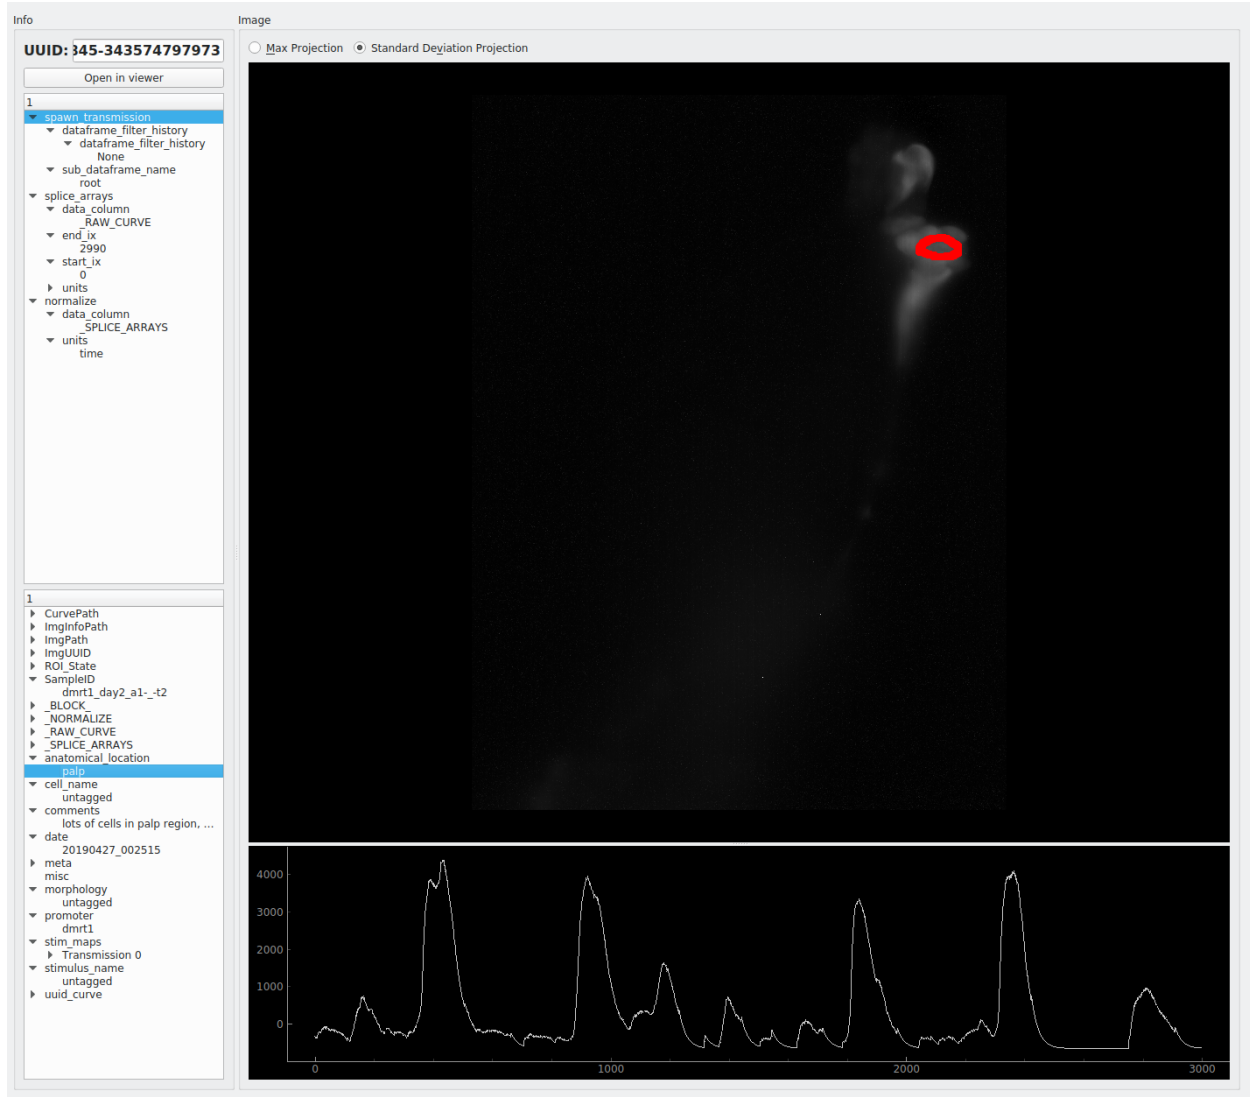 Info
Image
UUID: 345-343574797973
Max Projection
Standard Deviation Projection
Open in viewer
1
spawn_transmission
dataframe_filter_history
dataframe_filter_history
None
sub_dataframe_name
root
splice_arrays
data_column
_RAW_CURVE
end_ix
2990
start_ix
0
units
normalize
data_column
_SPLICE_ARRAYS
units
time
1
CurvePath
ImgInfoPath
ImgPath
ImgUUID
ROI_State
SampleID
dmrt1_day2_a1-_-t2
_BLOCK_
_NORMALIZE
_RAW_CURVE
_SPLICE_ARRAYS
anatomical_location
palp
cell_name
untagged
comments
lots of cells in palp region, ...
date
20190427_002515
meta
misc
morphology
untagged
promoter
dmrt1
stim_maps
Transmission 0
stimulus_name
untagged
uuid_curve
4000
3000
2000
1000
0
0
1000
2000
3000